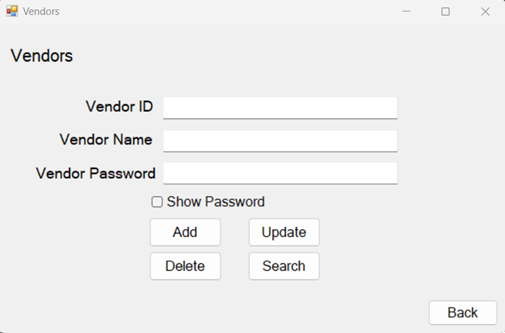 Vendors
Vendors
Vendor ID
Vendor Name
Vendor Password
Show Password
Add Update
Delete Search
Back